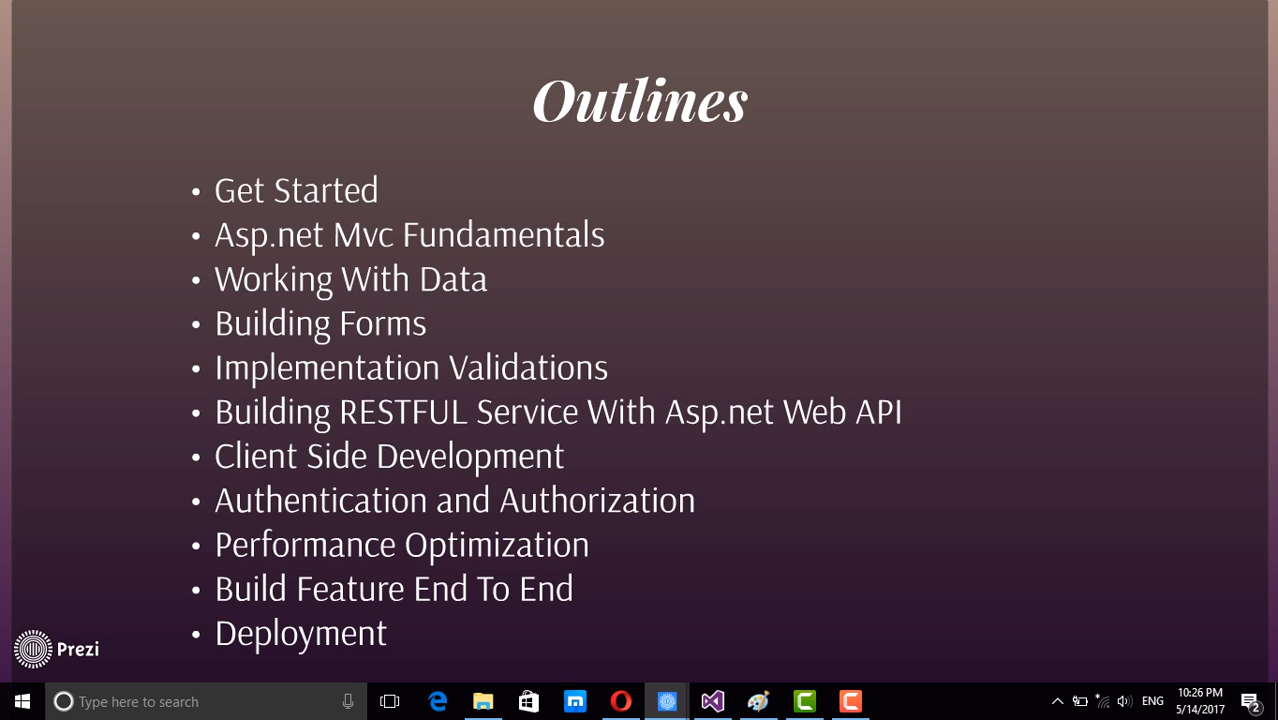 Outlines
• Get Started
• Asp.net Mvc Fundamentals
• Working With Data
• Building Forms
• Implementation Validations
• Building RESTFUL Service With Asp.net Web API
• Client Side Development
• Authentication and Authorization
• Performance Optimization
• Build Feature End To End
• Deployment
Prezi
Type here to search
ENG
10:26 PM
5/14/2017
2